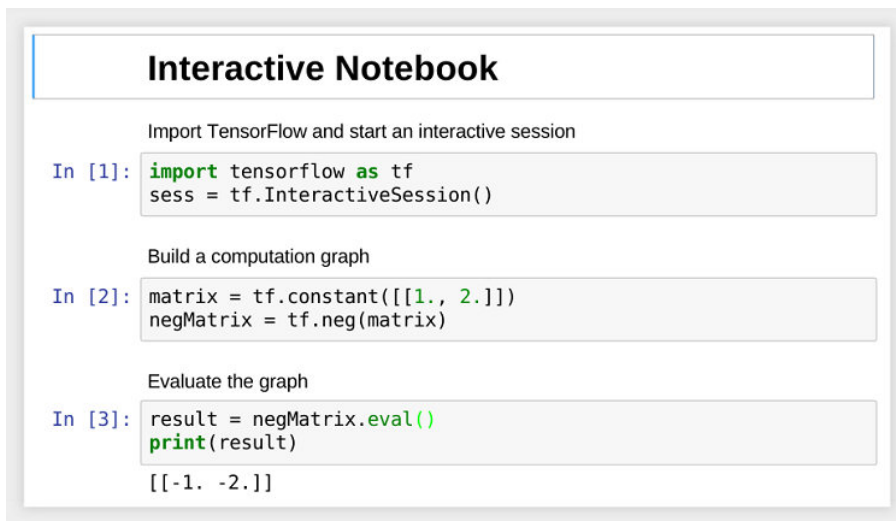 Interactive Notebook
Import TensorFlow and start an interactive session
In [1]: import tensorflow as tf
sess = tf.InteractiveSession()
Build a computation graph
In [2]: matrix = tf.constant([[1., 2.]])
negMatrix = tf.neg(matrix)
Evaluate the graph
In [3]: result = negMatrix.eval()
print(result)
[[-1. -2.]]